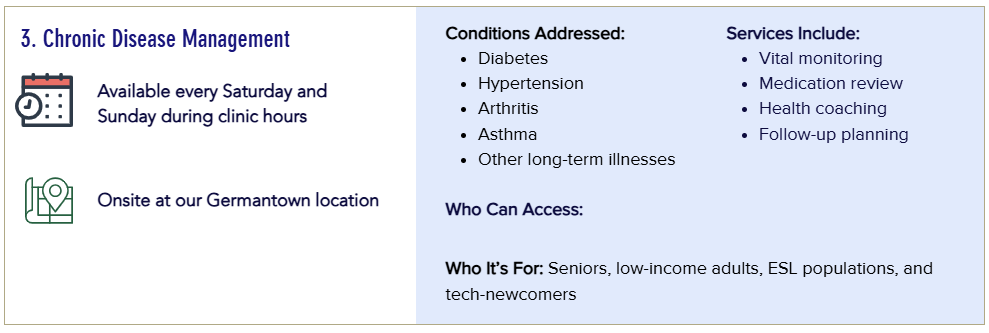 3. Chronic Disease Management
Available every Saturday and
Sunday during clinic hours
Onsite at our Germantown location
Conditions Addressed:
• Diabetes
• Hypertension
• Arthritis
• Asthma
• Other long-term illnesses
Services Include:
• Vital monitoring
• Medication review
• Health coaching
• Follow-up planning
Who Can Access:
Who It’s For: Seniors, low-income adults, ESL populations, and
tech-newcomers